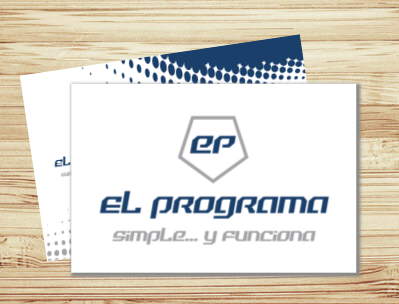 eP
eL PROGRAMA
SIMPLE... Y FUNCIONA